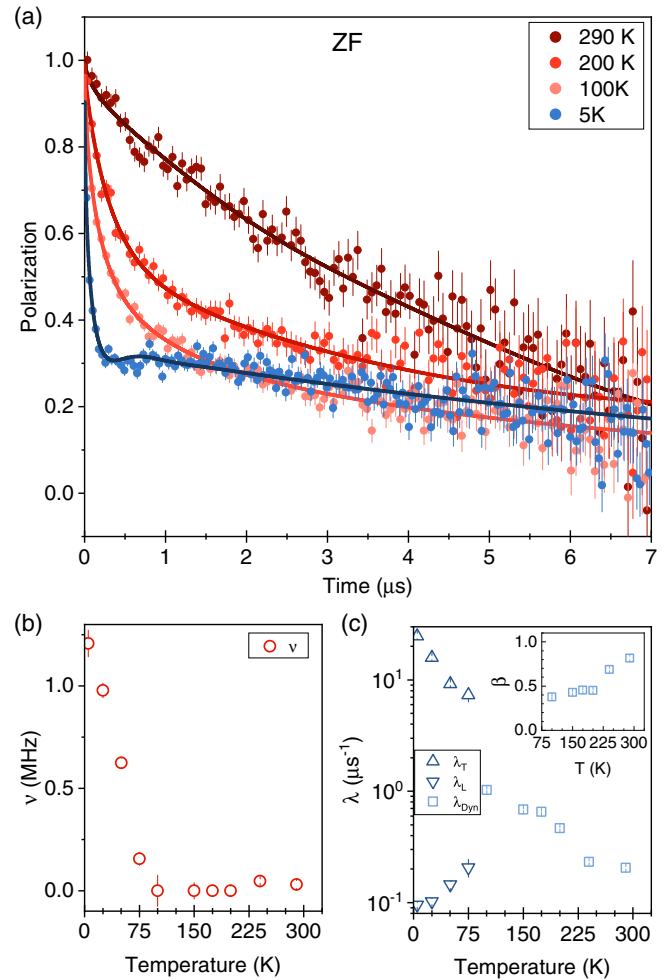 (a)
ZF
290 K
200 K
100K
5K
1.0
0.8
0.6
0.4
0.2
0.0
Polarization
0 1 2 3 4 5 6 7
Time (μs)
(b)
ν
1.0
0.5
0.0
ν (MHz)
0 75 150 225 300
Temperature (K)
(c)
10¹
10⁰
10⁻¹
λ (μs⁻¹)
λ_T
λ_L
λ_Dyn
1.0
0.5
0.0
β
75 150 225 300
T (K)
0 75 150 225 300
Temperature (K)